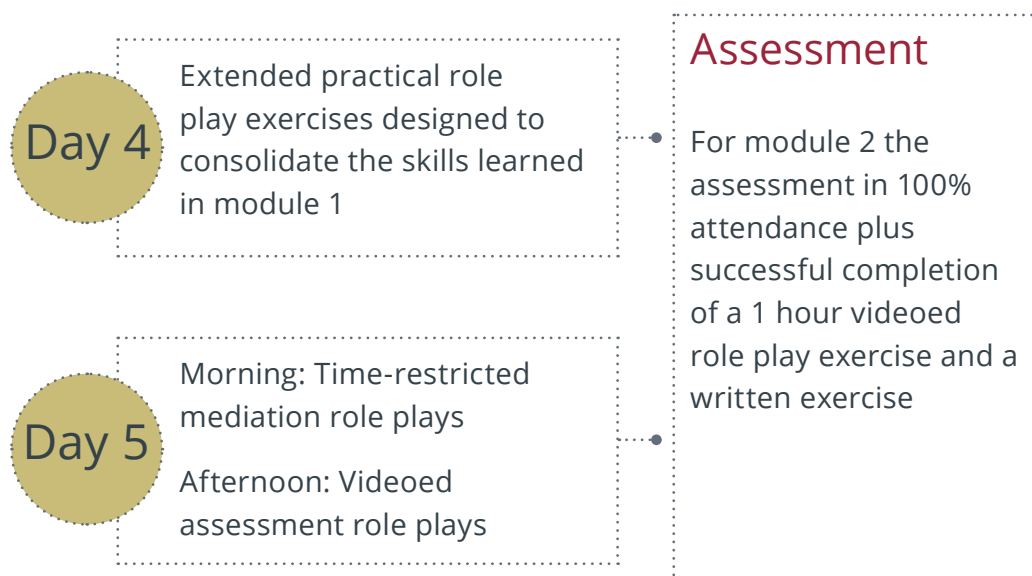 Day 4
Extended practical role
play exercises designed to
consolidate the skills learned
in module 1
Day 5
Morning: Time-restricted
mediation role plays
Afternoon: Videoed
assessment role plays
Assessment
For module 2 the
assessment in 100%
attendance plus
successful completion
of a 1 hour videoed
role play exercise and a
written exercise